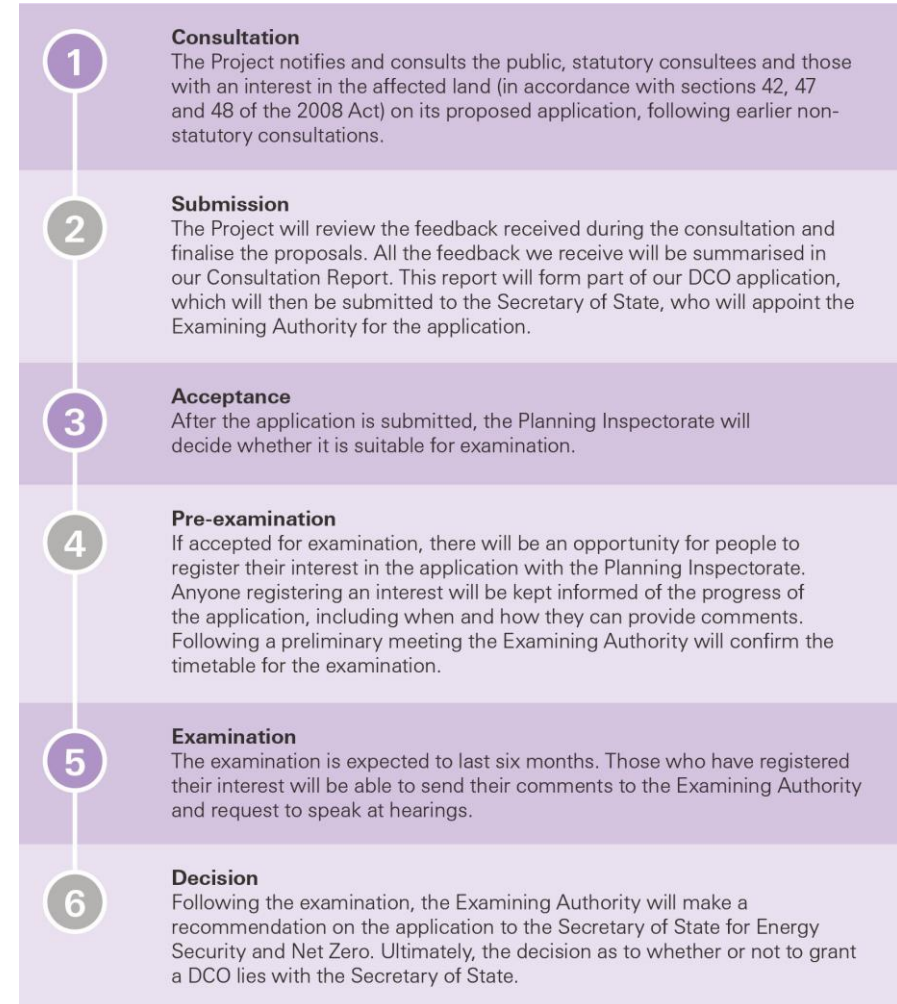 1
Consultation
The Project notifies and consults the public, statutory consultees and those
with an interest in the affected land (in accordance with sections 42, 47
and 48 of the 2008 Act) on its proposed application, following earlier non-
statutory consultations.
2
Submission
The Project will review the feedback received during the consultation and
finalise the proposals. All the feedback we receive will be summarised in
our Consultation Report. This report will form part of our DCO application,
which will then be submitted to the Secretary of State, who will appoint the
Examining Authority for the application.
3
Acceptance
After the application is submitted, the Planning Inspectorate will
decide whether it is suitable for examination.
4
Pre-examination
If accepted for examination, there will be an opportunity for people to
register their interest in the application with the Planning Inspectorate.
Anyone registering an interest will be kept informed of the progress of
the application, including when and how they can provide comments.
Following a preliminary meeting the Examining Authority will confirm the
timetable for the examination.
5
Examination
The examination is expected to last six months. Those who have registered
their interest will be able to send their comments to the Examining Authority
and request to speak at hearings.
6
Decision
Following the examination, the Examining Authority will make a
recommendation on the application to the Secretary of State for Energy
Security and Net Zero. Ultimately, the decision as to whether or not to grant
a DCO lies with the Secretary of State.